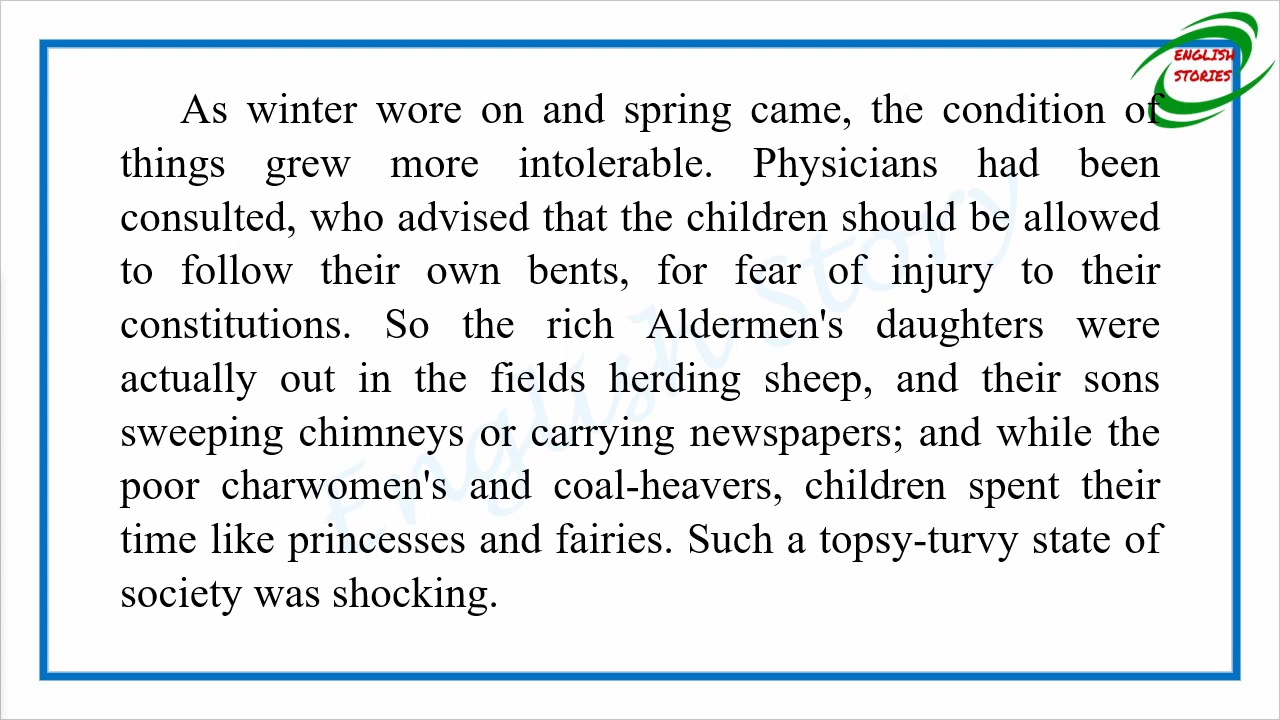 ENGLISH
STORIES
As winter wore on and spring came, the condition of
things grew more intolerable. Physicians had been
consulted, who advised that the children should be allowed
to follow their own bents, for fear of injury to their
constitutions. So the rich Aldermen's daughters were
actually out in the fields herding sheep, and their sons
sweeping chimneys or carrying newspapers; and while the
poor charwomen's and coal-heavers, children spent their
time like princesses and fairies. Such a topsy-turvy state of
society was shocking.
English Story